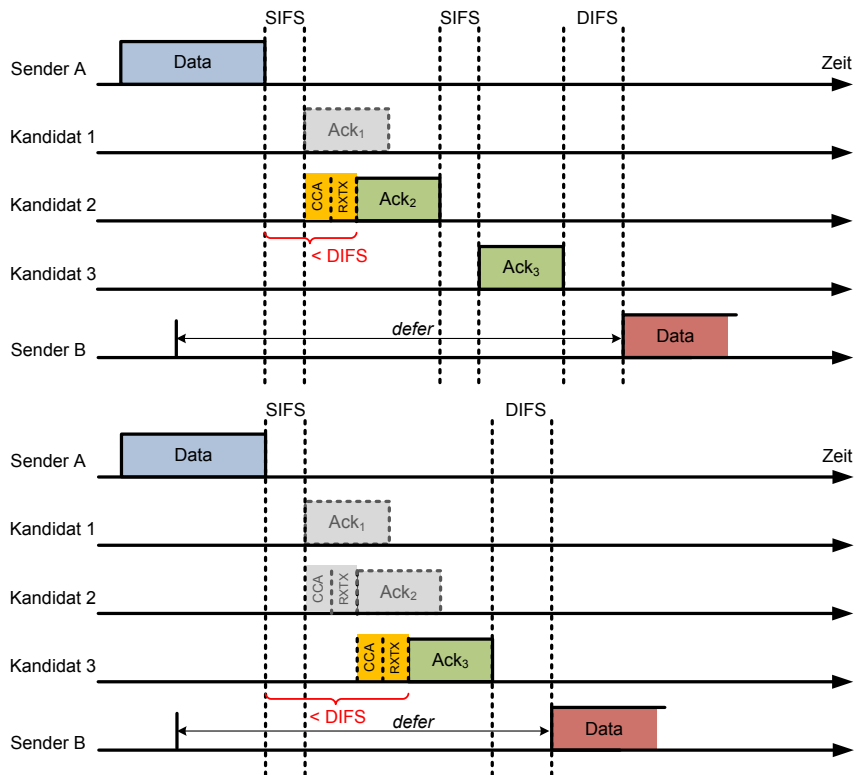 SIFS SIFS DIFS
Sender A Data Zeit
Kandidat 1 Ack1
Kandidat 2 CCA RXTX Ack2
< DIFS
Kandidat 3 Ack3
defer
Sender B Data
SIFS DIFS
Sender A Data Zeit
Kandidat 1 Ack1
Kandidat 2 CCA RXTX Ack2
Kandidat 3 CCA RXTX Ack3
< DIFS
defer
Sender B Data